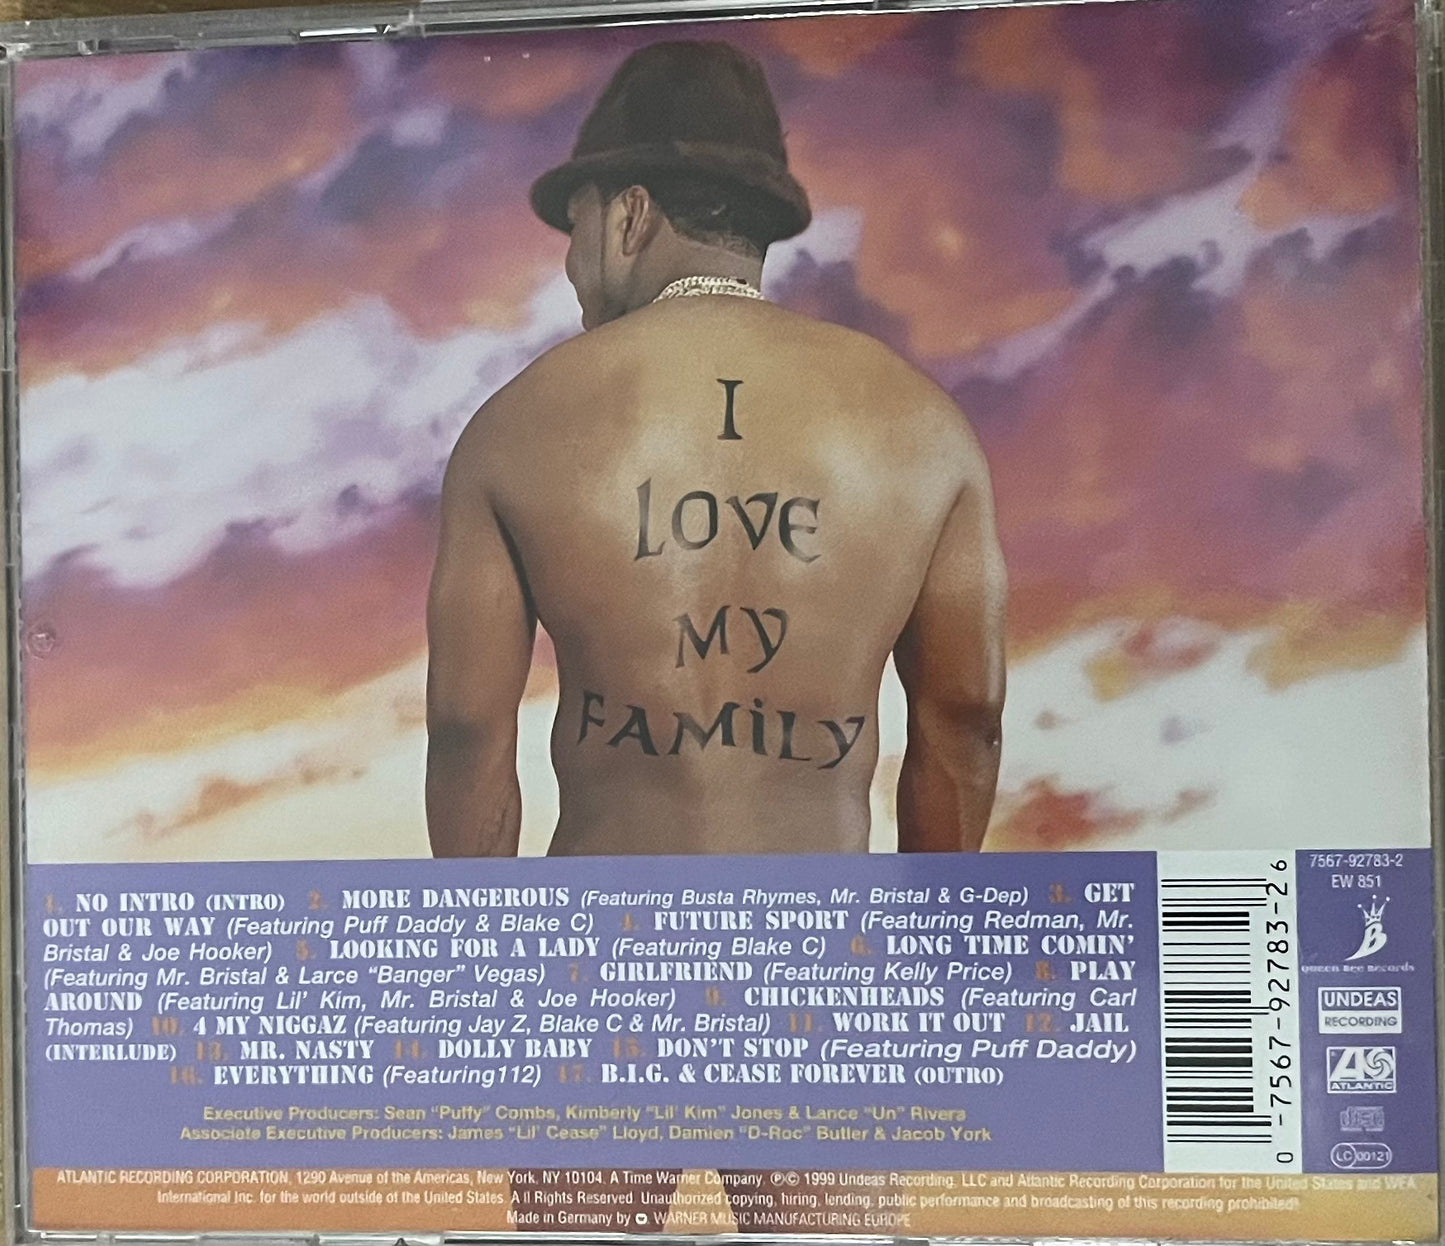 I
LOVE
MY
FAMiLY
1. NO INTRO (INTRO) 2. MORE DANGEROUS (Featuring Busta Rhymes, Mr. Bristal & G-Dep) 3. GET
OUT OUR WAY (Featuring Puff Daddy & Blake C) 4. FUTURE SPORT (Featuring Redman, Mr.
Bristal & Joe Hooker) 5. LOOKING FOR A LADY (Featuring Blake C) 6. LONG TIME COMIN'
(Featuring Mr. Bristal & Larce "Banger" Vegas) 7. GIRLFRIEND (Featuring Kelly Price) 8. PLAY
AROUND (Featuring Lil' Kim, Mr. Bristal & Joe Hooker) 9. CHICKENHEADS (Featuring Carl
Thomas) 10. 4 MY NIGGAZ (Featuring Jay Z, Blake C & Mr. Bristal) 11. WORK IT OUT 12. JAIL
(INTERLUDE) 13. MR. NASTY 14. DOLLY BABY 15. DON'T STOP (Featuring Puff Daddy)
16. EVERYTHING (Featuring112) 17. B.I.G. & CEASE FOREVER (OUTRO)
Executive Producers: Sean "Puffy" Combs, Kimberly "Lil' Kim" Jones & Lance "Un" Rivera
Associate Executive Producers: James "Lil' Cease" Lloyd, Damien "D-Roc" Butler & Jacob York
0-7567-92783-26
7567-92783-2
EW 851
B
Queen Bee Records
UNDEAS
RECORDING
ATLANTIC
LC 00121
ATLANTIC RECORDING CORPORATION, 1290 Avenue of the Americas, New York, NY 10104. A Time Warner Company. ℗© 1999 Undeas Recording, LLC and Atlantic Recording Corporation for the United States and WEA
International Inc. for the world outside of the United States. A ll Rights Reserved. Unauthorized copying, hiring, lending, public performance and broadcasting of this recording prohibited!
Made in Germany by WARNER MUSIC MANUFACTURING EUROPE